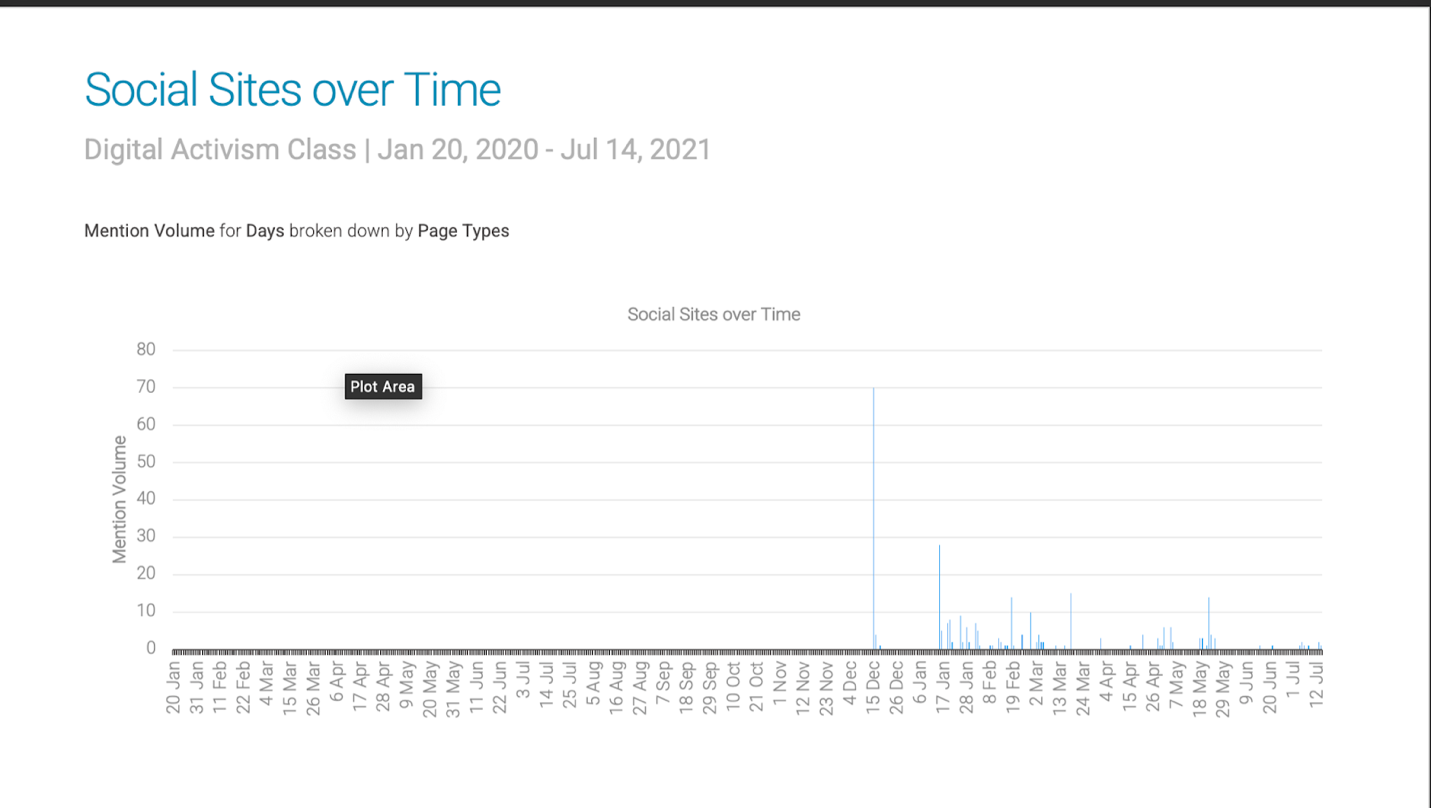 Social Sites over Time
Digital Activism Class | Jan 20, 2020 - Jul 14, 2021
Mention Volume for Days broken down by Page Types
Social Sites over Time
80
70
60
50
40
30
20
10
0
Plot Area
Mention Volume
20 Jan
31 Jan
11 Feb
22 Feb
4 Mar
15 Mar
26 Mar
6 Apr
17 Apr
28 Apr
9 May
20 May
31 May
11 Jun
22 Jun
3 Jul
14 Jul
25 Jul
5 Aug
16 Aug
27 Aug
7 Sep
18 Sep
29 Sep
10 Oct
21 Oct
1 Nov
12 Nov
23 Nov
4 Dec
15 Dec
26 Dec
6 Jan
17 Jan
28 Jan
8 Feb
19 Feb
2 Mar
13 Mar
24 Mar
4 Apr
15 Apr
26 Apr
7 May
18 May
29 May
9 Jun
20 Jun
1 Jul
12 Jul